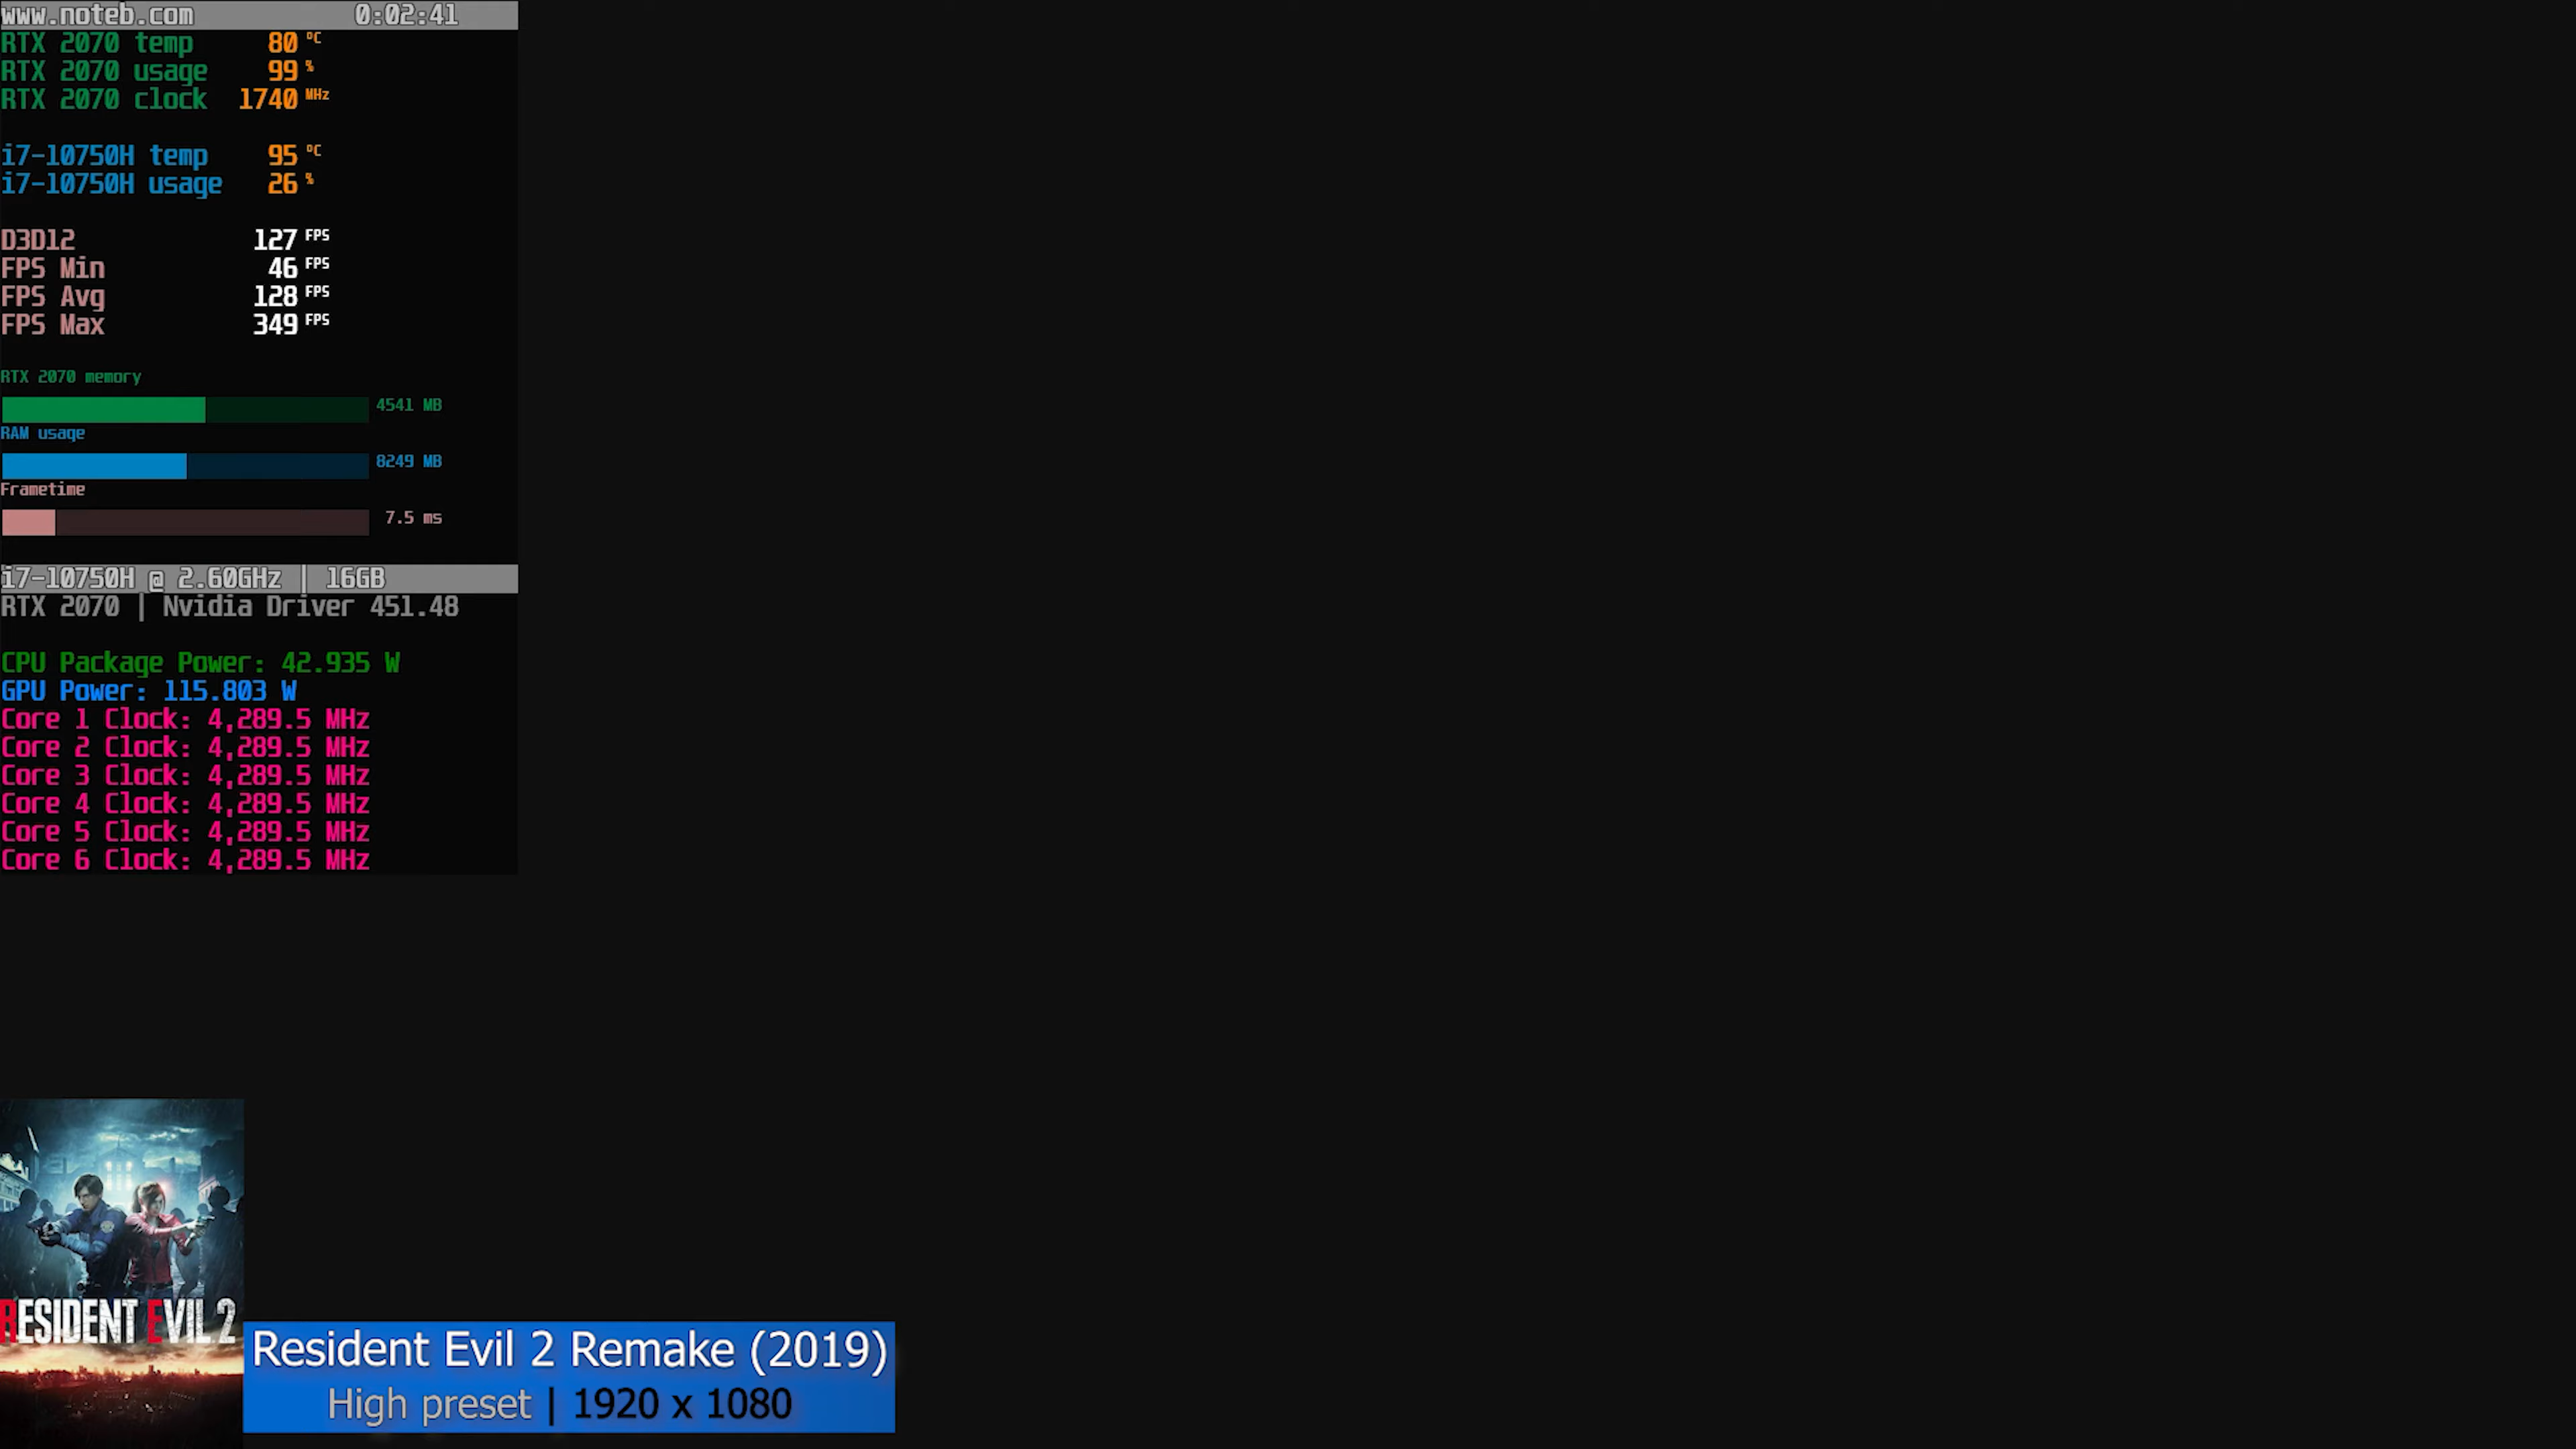 www.noteb.com 0:02:41
RTX 2070 temp 80 °C
RTX 2070 usage 99 %
RTX 2070 clock 1740 MHz
i7-10750H temp 95 °C
i7-10750H usage 26 %
D3D12 127 FPS
FPS Min 46 FPS
FPS Avg 128 FPS
FPS Max 349 FPS
RTX 2070 memory
4541 MB
RAM usage
8249 MB
Frametime
7.5 ms
i7-10750H @ 2.60GHz | 16GB
RTX 2070 | Nvidia Driver 451.48
CPU Package Power: 42.935 W
GPU Power: 115.803 W
Core 1 Clock: 4,289.5 MHz
Core 2 Clock: 4,289.5 MHz
Core 3 Clock: 4,289.5 MHz
Core 4 Clock: 4,289.5 MHz
Core 5 Clock: 4,289.5 MHz
Core 6 Clock: 4,289.5 MHz
RESIDENT EVIL 2
Resident Evil 2 Remake (2019)
High preset | 1920 x 1080